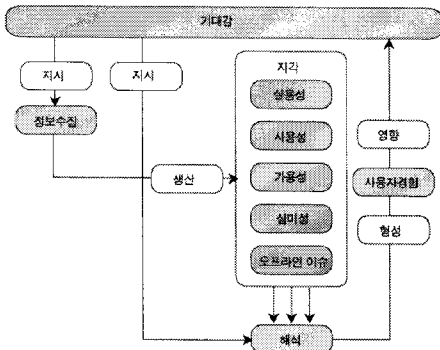 기대감
지시
지시
정보수집
생산
지각
실용성
사용성
가용성
심미성
오프라인 이슈
해석
영향
사용자경험
형성